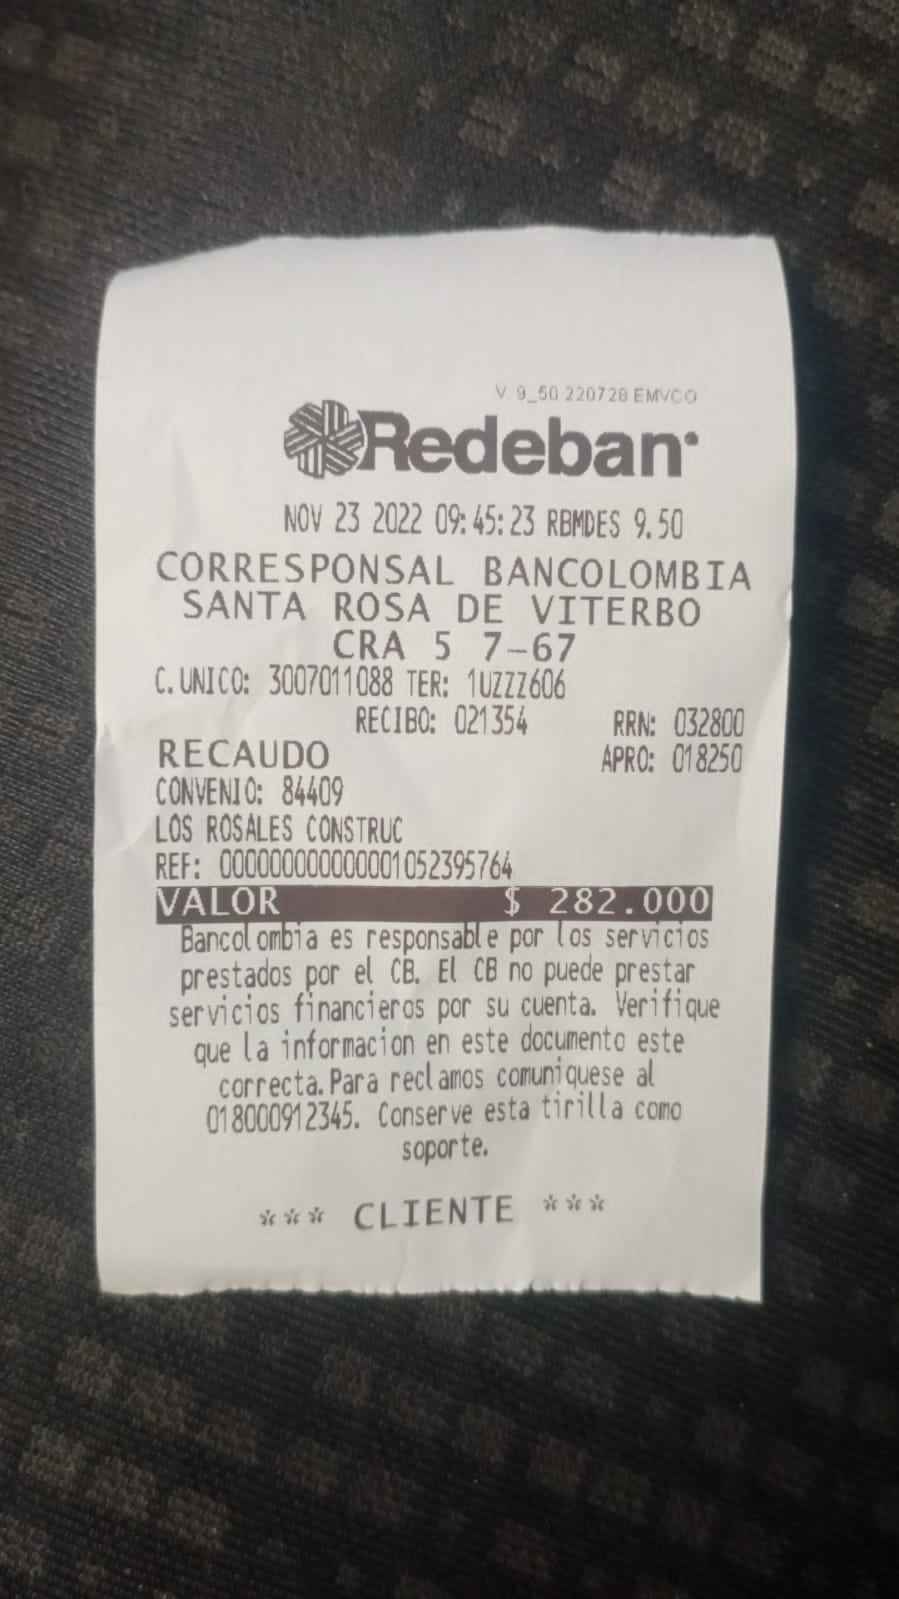 V. 9_50 220728 EMVCO
Redeban
NOV 23 2022 09:45:23 RBMDES 9.50
CORRESPONSAL BANCOLOMBIA
SANTA ROSA DE VITERBO
CRA 5 7-67
C.UNICO: 3007011088 TER: 1UZZZ606
RECIBO: 021354 RRN: 032800
RECAUDO APRO: 018250
CONVENIO: 84409
LOS ROSALES CONSTRUC
REF: 00000000000001052395764
VALOR $ 282.000
Bancolombia es responsable por los servicios
prestados por el CB. El CB no puede prestar
servicios financieros por su cuenta. Verifique
que la informacion en este documento este
correcta.Para reclamos comuniquese al
018000912345. Conserve esta tirilla como
soporte.
*** CLIENTE ***